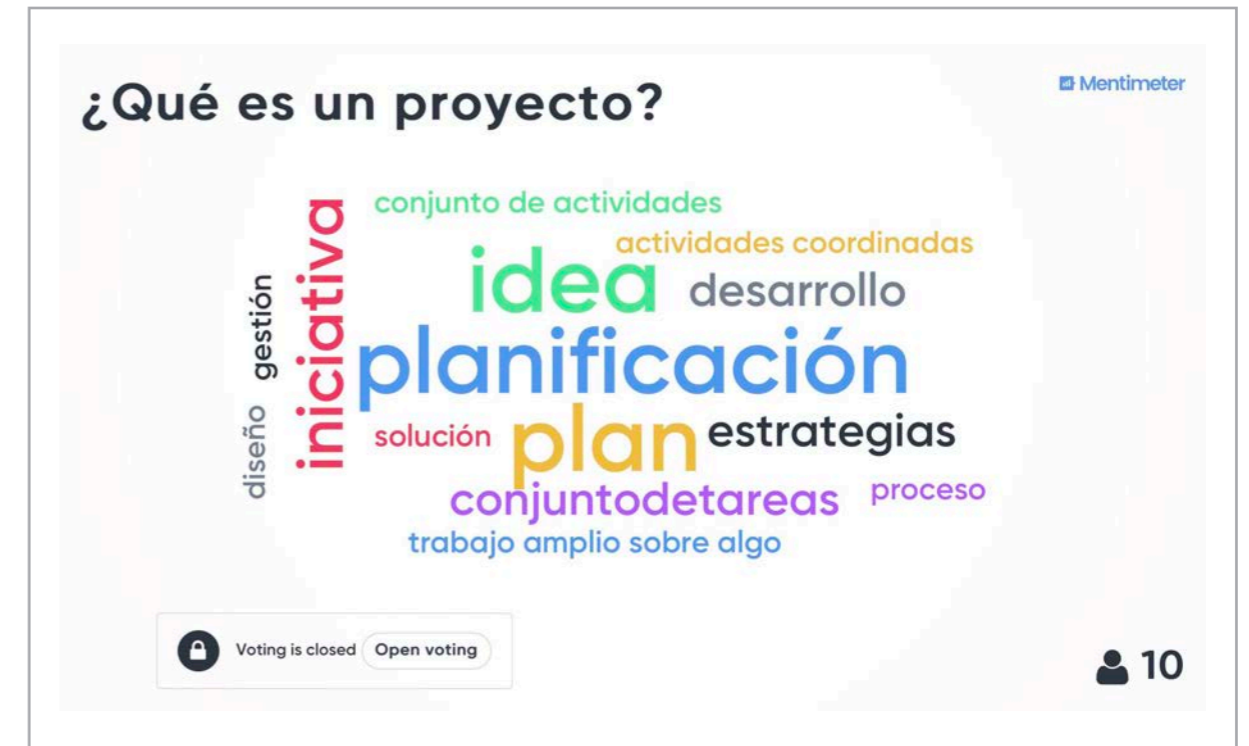 ¿Qué es un proyecto?
Mentimeter
conjunto de actividades
actividades coordinadas
idea
desarrollo
gestión
iniciativa
planificación
diseño
solución
plan
estrategias
conjuntodetareas
proceso
trabajo amplio sobre algo
Voting is closed
Open voting
10